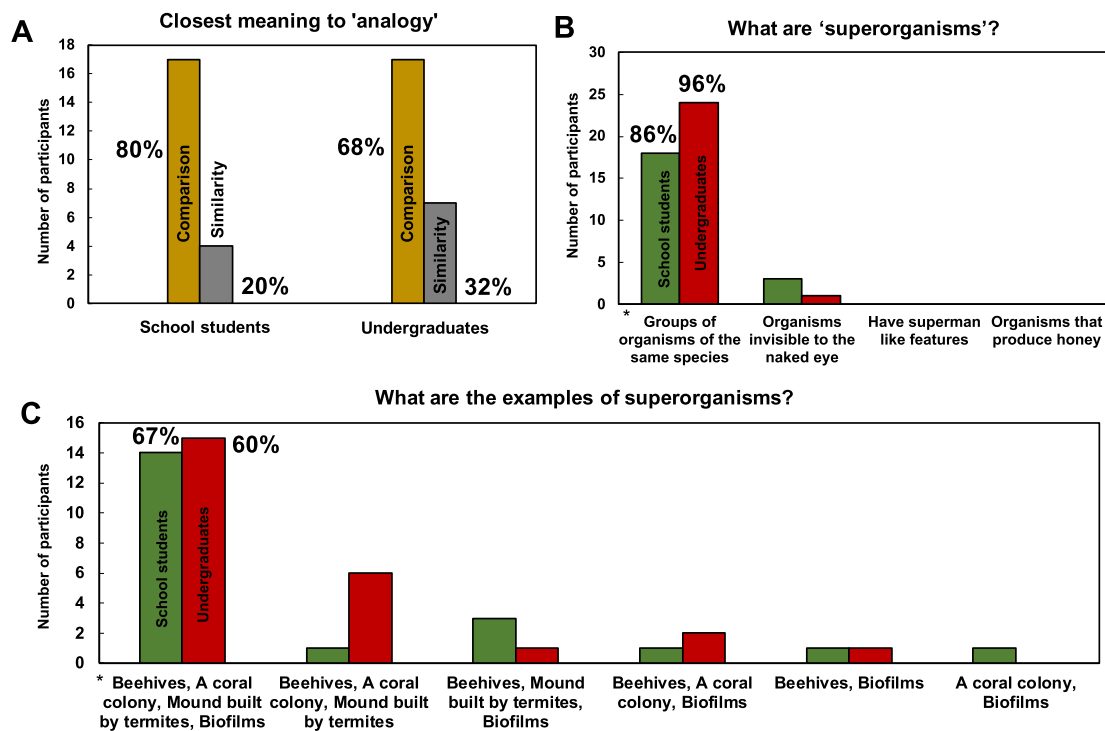 A
Closest meaning to 'analogy'
Number of participants
18
16
14
12
10
8
6
4
2
0
80%
Comparison
Similarity
20%
68%
Comparison
Similarity
32%
School students
Undergraduates
B
What are ‘superorganisms’?
Number of participants
30
25
20
15
10
5
0
86%
96%
School students
Undergraduates
*
Groups of
organisms of the
same species
Organisms
invisible to the
naked eye
Have superman
like features
Organisms that
produce honey
C
What are the examples of superorganisms?
Number of participants
16
14
12
10
8
6
4
2
0
67%
60%
School students
Undergraduates
*
Beehives, A coral
colony, Mound built
by termites, Biofilms
Beehives, A coral
colony, Mound built
by termites
Beehives, Mound
built by termites,
Biofilms
Beehives, A coral
colony, Biofilms
Beehives, Biofilms
A coral colony,
Biofilms